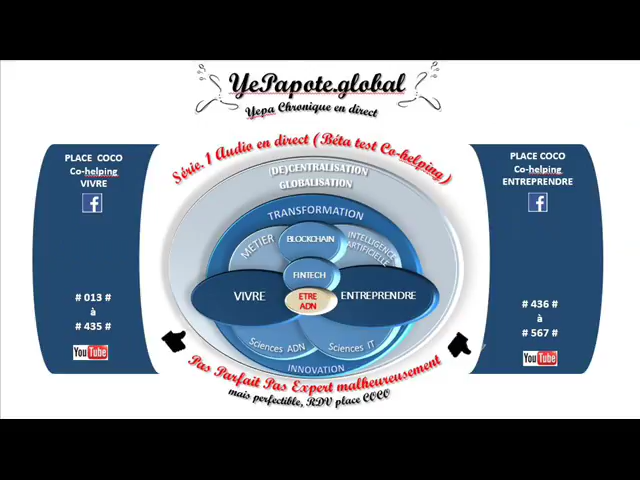 YePapote.global
Yepa Chronique en direct
Série. 1 Audio en direct (Béta test Co-helping)
PLACE COCO
Co-helping
VIVRE
# 013 #
à
# 435 #
YouTube
(DE)CENTRALISATION
GLOBALISATION
TRANSFORMATION
METIER
BLOCKCHAIN
INTELLIGENCE
ARTIFICIELLE
FINTECH
VIVRE
ETRE
ADN
ENTREPRENDRE
Sciences ADN
Sciences IT
INNOVATION
PLACE COCO
Co-helping
ENTREPRENDRE
# 436 #
à
# 567 #
YouTube
Pas Parfait Pas Expert malheureusement
mais perfectible, RDV place COCO